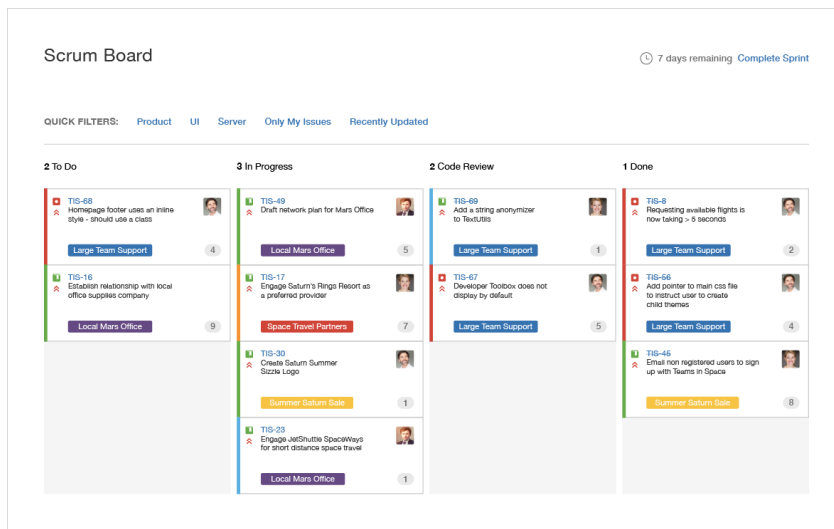 Scrum Board
7 days remaining Complete Sprint
QUICK FILTERS: Product UI Server Only My Issues Recently Updated
2 To Do
TIS-68
Homepage footer uses an inline
style - should use a class
Large Team Support 4
TIS-16
Establish relationship with local
office supplies company
Local Mars Office 9
3 In Progress
TIS-49
Draft network plan for Mars Office
Local Mars Office 5
TIS-17
Engage Saturn's Rings Resort as
a preferred provider
Space Travel Partners 7
TIS-30
Create Saturn Summer
Sizzle Logo
Summer Saturn Sale 1
TIS-23
Engage JetShuttle SpaceWays
for short distance space travel
Local Mars Office 1
2 Code Review
TIS-69
Add a string anonymizer
to TextUtils
Large Team Support 1
TIS-67
Developer Toolbox does not
display by default
Large Team Support 5
1 Done
TIS-8
Requesting available flights is
now taking > 5 seconds
Large Team Support 2
TIS-56
Add pointer to main css file
to instruct user to create
child themes
Large Team Support 4
TIS-45
Email non registered users to sign
up with Teams in Space
Summer Saturn Sale 8